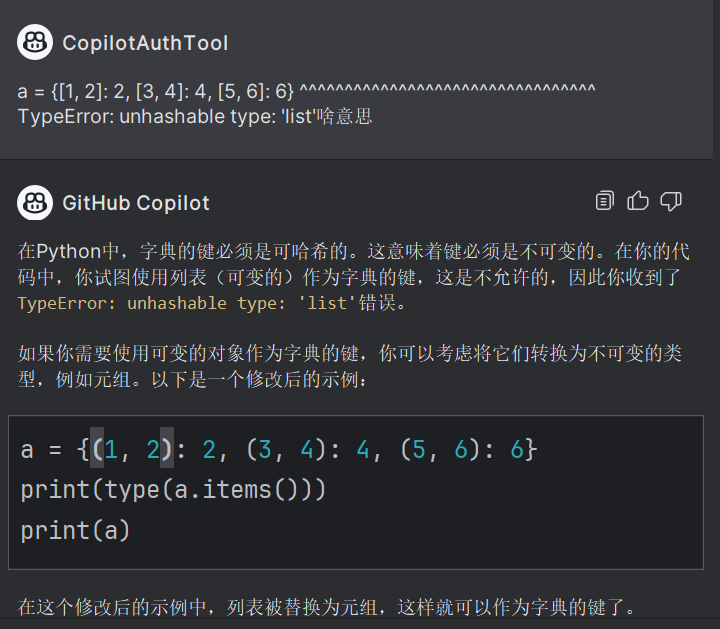 CopilotAuthTool
a = {[1, 2]: 2, [3, 4]: 4, [5, 6]: 6} ^^^^^^^^^^^^^^^^^^^^^^^^^^^^^^^^^
TypeError: unhashable type: 'list'啥意思
GitHub Copilot
在Python中，字典的键必须是可哈希的。这意味着键必须是不可变的。在你的代
码中，你试图使用列表（可变的）作为字典的键，这是不允许的，因此你收到了
TypeError: unhashable type: 'list'错误。
如果你需要使用可变的对象作为字典的键，你可以考虑将它们转换为不可变的类
型，例如元组。以下是一个修改后的示例：
a = {(1, 2): 2, (3, 4): 4, (5, 6): 6}
print(type(a.items()))
print(a)
在这个修改后的示例中，列表被替换为元组，这样就可以作为字典的键了。